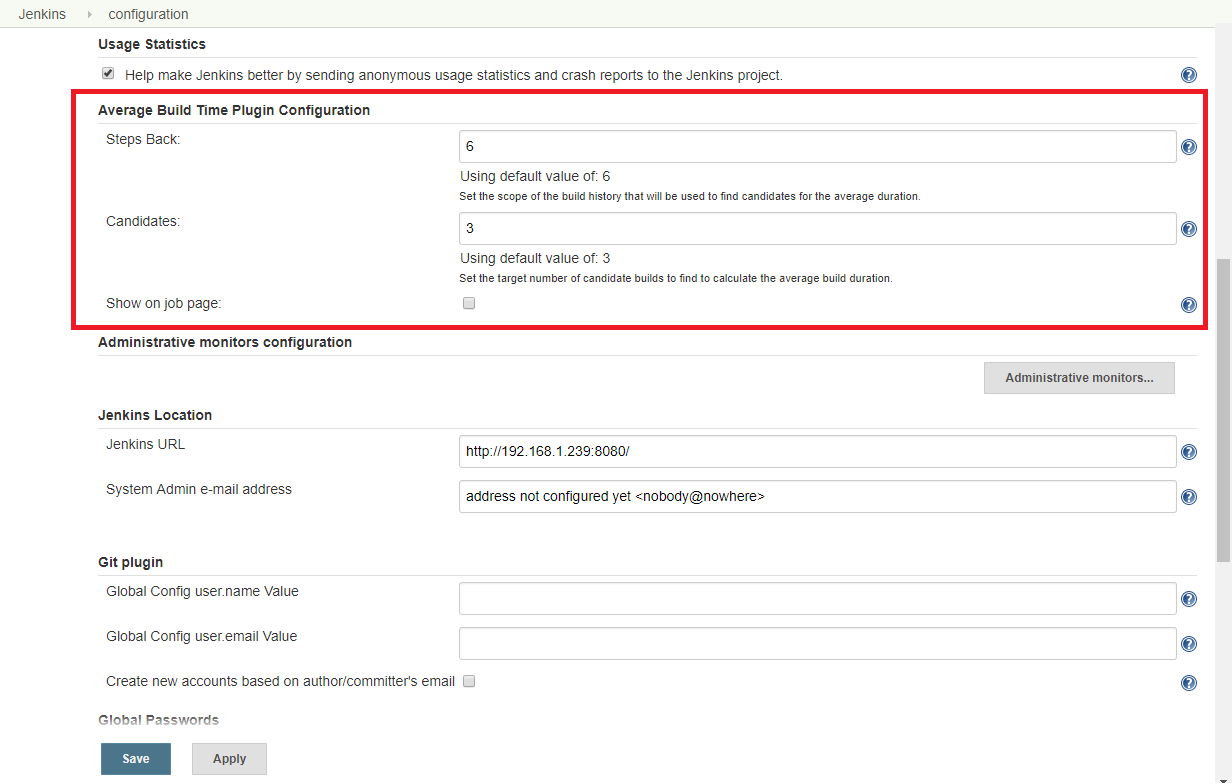 Jenkins configuration
Usage Statistics
Help make Jenkins better by sending anonymous usage statistics and crash reports to the Jenkins project.
Average Build Time Plugin Configuration
Steps Back:
6
Using default value of: 6
Set the scope of the build history that will be used to find candidates for the average duration.
Candidates:
3
Using default value of: 3
Set the target number of candidate builds to find to calculate the average build duration.
Show on job page:
Administrative monitors configuration
Administrative monitors...
Jenkins Location
Jenkins URL
http://192.168.1.239:8080/
System Admin e-mail address
address not configured yet <nobody@nowhere>
Git plugin
Global Config user.name Value
Global Config user.email Value
Create new accounts based on author/committer's email
Global Passwords
Save Apply